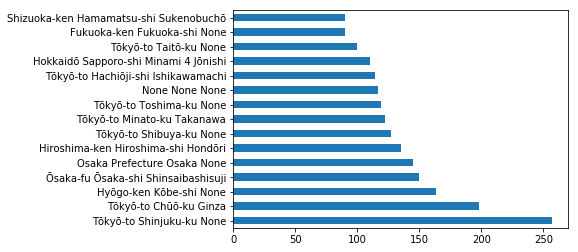 Shizuoka-ken Hamamatsu-shi Sukenobuchō
Fukuoka-ken Fukuoka-shi None
Tōkyō-to Taitō-ku None
Hokkaidō Sapporo-shi Minami 4 Jōnishi
Tōkyō-to Hachiōji-shi Ishikawamachi
None None None
Tōkyō-to Toshima-ku None
Tōkyō-to Minato-ku Takanawa
Tōkyō-to Shibuya-ku None
Hiroshima-ken Hiroshima-shi Hondōri
Osaka Prefecture Osaka None
Ōsaka-fu Ōsaka-shi Shinsaibashisuji
Hyōgo-ken Kōbe-shi None
Tōkyō-to Chūō-ku Ginza
Tōkyō-to Shinjuku-ku None
0 50 100 150 200 250